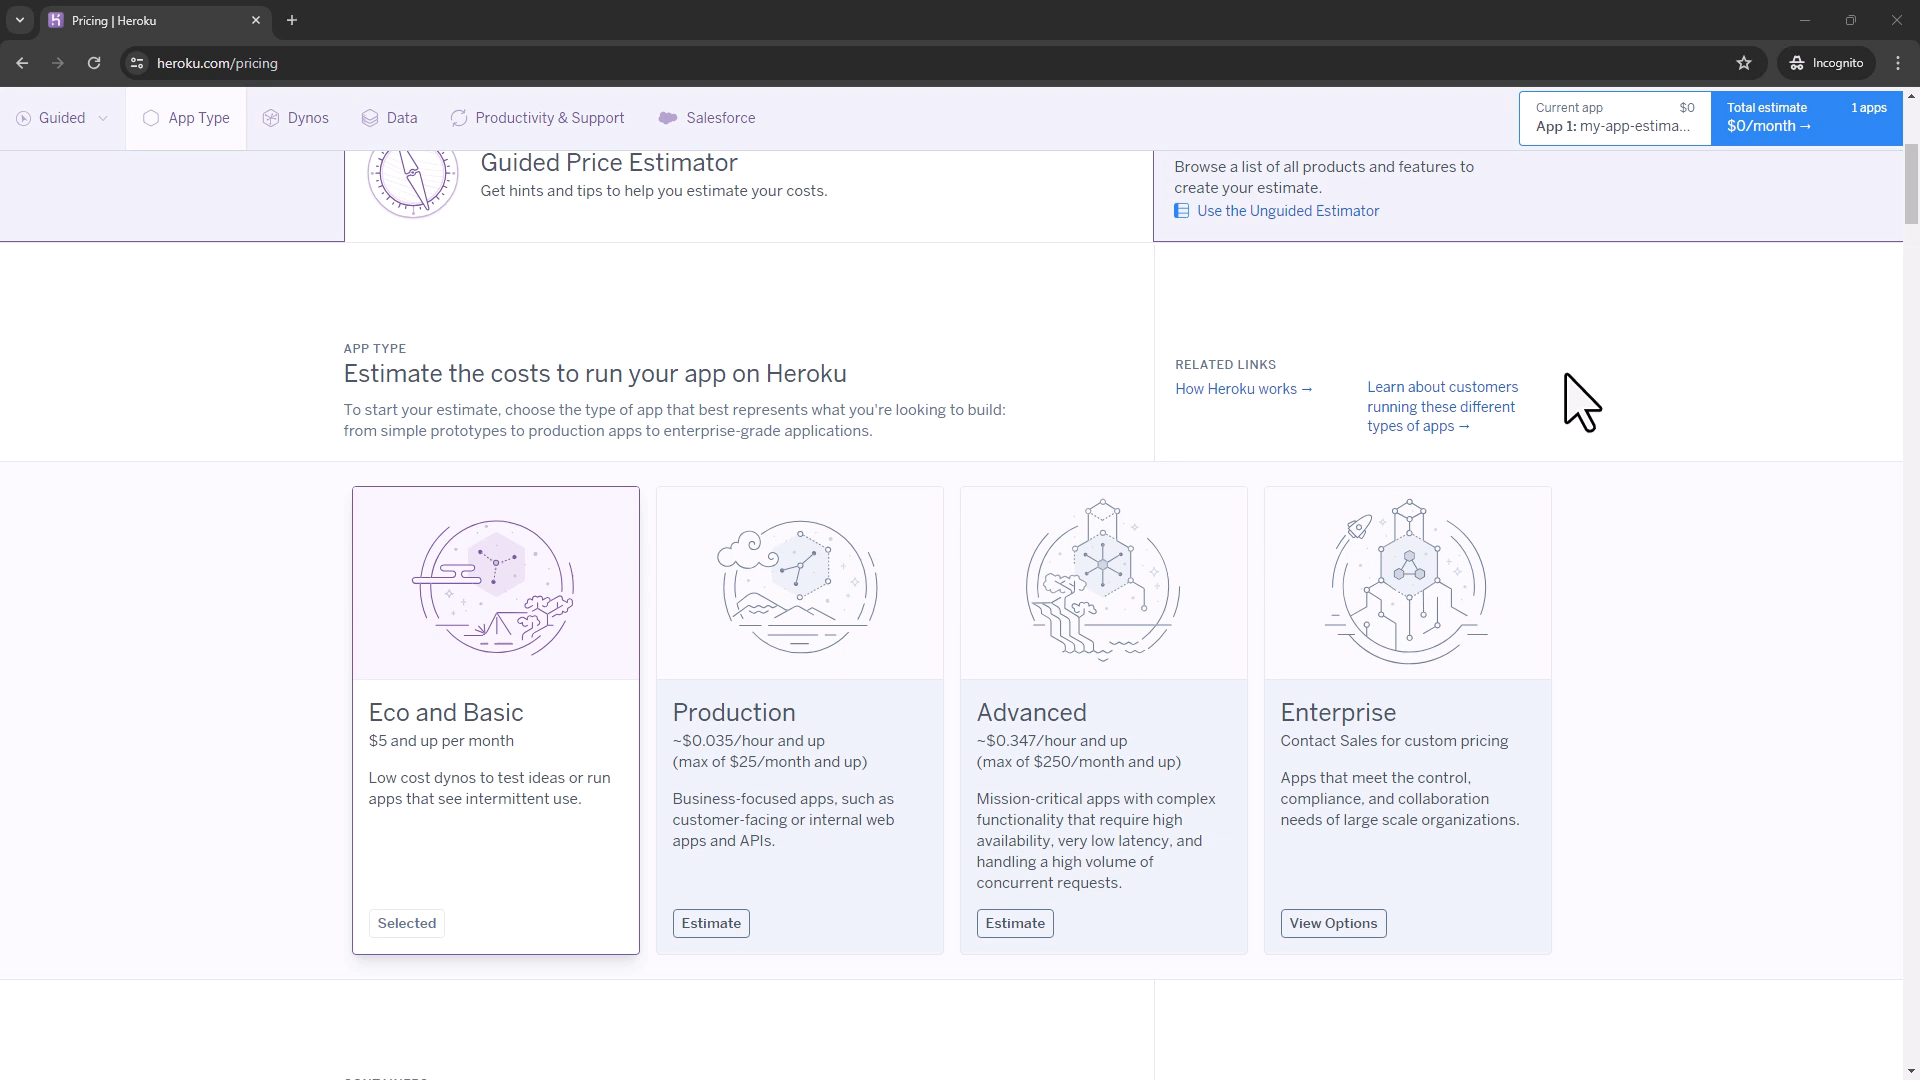 Pricing | Heroku
heroku.com/pricing
Incognito
Guided
App Type
Dynos
Data
Productivity & Support
Salesforce
Current app $0
App 1: my-app-estima...
Total estimate 1 apps
$0/month →
Guided Price Estimator
Get hints and tips to help you estimate your costs.
Browse a list of all products and features to
create your estimate.
Use the Unguided Estimator
APP TYPE
Estimate the costs to run your app on Heroku
To start your estimate, choose the type of app that best represents what you're looking to build:
from simple prototypes to production apps to enterprise-grade applications.
RELATED LINKS
How Heroku works →
Learn about customers
running these different
types of apps →
Eco and Basic
$5 and up per month
Low cost dynos to test ideas or run
apps that see intermittent use.
Selected
Production
~$0.035/hour and up
(max of $25/month and up)
Business-focused apps, such as
customer-facing or internal web
apps and APIs.
Estimate
Advanced
~$0.347/hour and up
(max of $250/month and up)
Mission-critical apps with complex
functionality that require high
availability, very low latency, and
handling a high volume of
concurrent requests.
Estimate
Enterprise
Contact Sales for custom pricing
Apps that meet the control,
compliance, and collaboration
needs of large scale organizations.
View Options